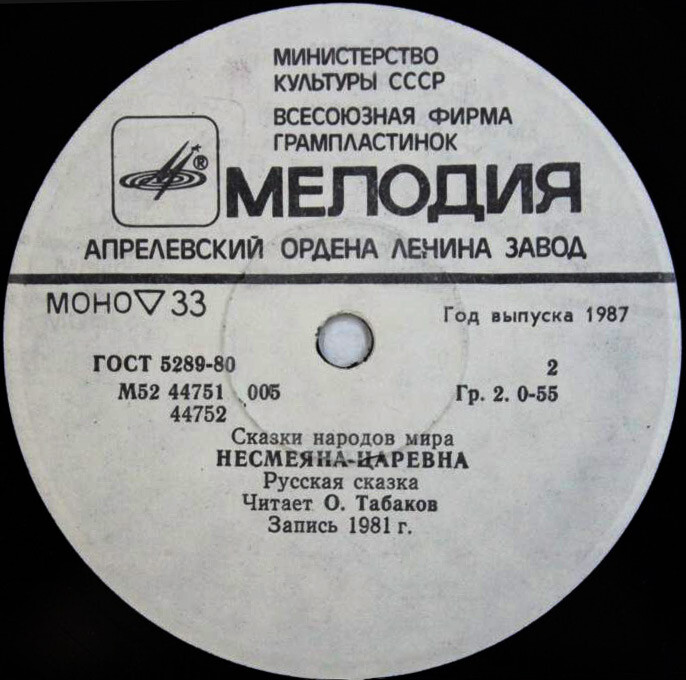 МИНИСТЕРСТВО
КУЛЬТУРЫ СССР
ВСЕСОЮЗНАЯ ФИРМА
ГРАМПЛАСТИНОК
®
МЕЛОДИЯ
АПРЕЛЕВСКИЙ ОРДЕНА ЛЕНИНА ЗАВОД
МОНО ▽ 33
Год выпуска 1987
ГОСТ 5289-80
2
М52 44751 005
Гр. 2. 0-55
44752
Сказки народов мира
НЕСМЕЯНА-ЦАРЕВНА
Русская сказка
Читает О. Табаков
Запись 1981 г.